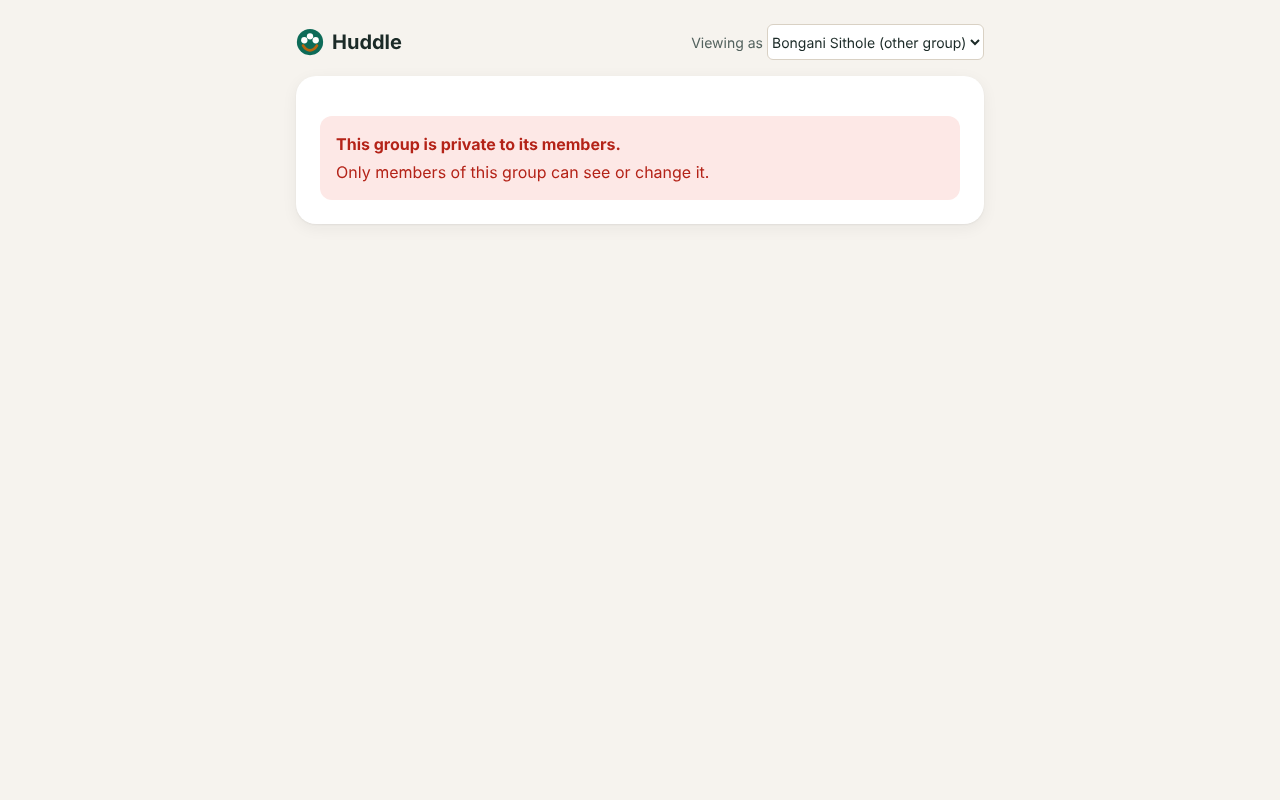 Huddle
Viewing as Bongani Sithole (other group)
This group is private to its members.
Only members of this group can see or change it.